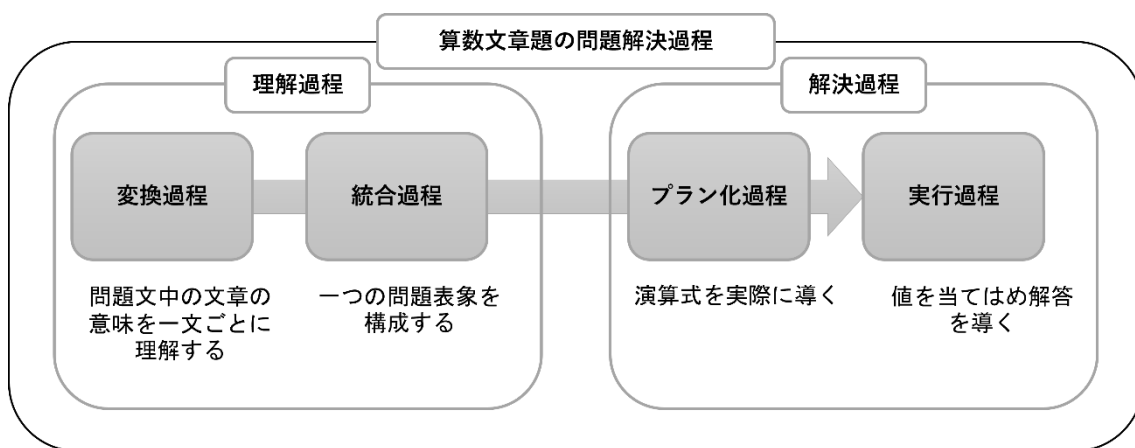 算数文章題の問題解決過程
理解過程
解決過程
変換過程
統合過程
プラン化過程
実行過程
問題文中の文章の
意味を一文ごとに
理解する
一つの問題表象を
構成する
演算式を実際に導く
値を当てはめ解答
を導く